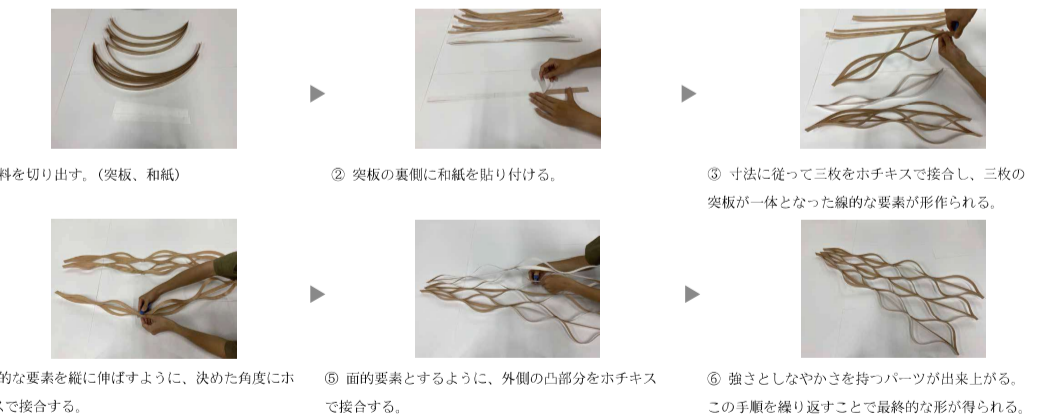 料を切り出す。（突板、和紙）
② 突板の裏側に和紙を貼り付ける。
③ 寸法に従って三枚をホチキスで接合し、三枚の
突板が一体となった線的な要素が形作られる。
的な要素を縦に伸ばすように、決めた角度にホ
スで接合する。
⑤ 面的要素とするように、外側の凸部分をホチキス
で接合する。
⑥ 強さとしなやかさを持つパーツが出来上がる。
この手順を繰り返すことで最終的な形が得られる。